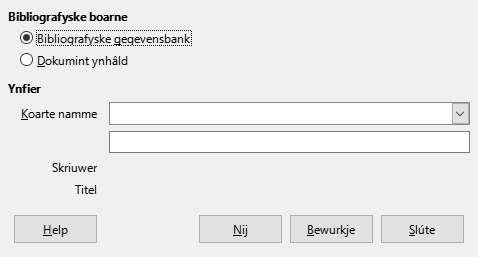 Bibliografyske boarne
Bibliografyske gegevensbank
Dokumint ynhâld
Ynfier
Koarte namme
Skriuwer
Titel
Help Nij Bewurkje Slúte